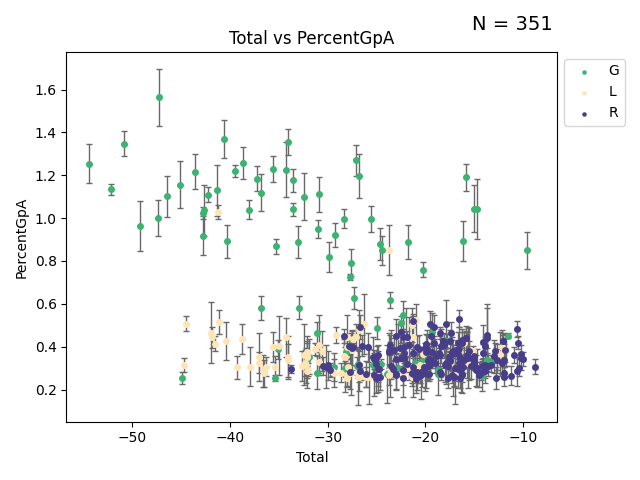 N = 351
Total vs PercentGpA
G
L
R
PercentGpA
1.6
1.4
1.2
1.0
0.8
0.6
0.4
0.2
−50 −40 −30 −20 −10
Total